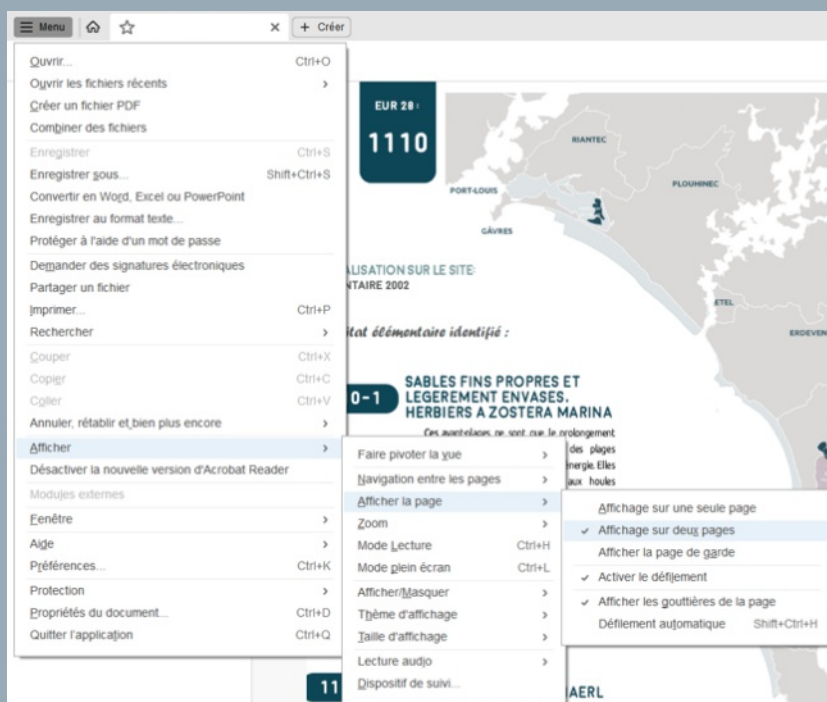 Menu
+ Créer
Ouvrir... Ctrl+O
Ouvrir les fichiers récents >
Créer un fichier PDF
Combiner des fichiers
Enregistrer Ctrl+S
Enregistrer sous... Shift+Ctrl+S
Convertir en Word, Excel ou PowerPoint
Enregistrer au format texte...
Protéger à l'aide d'un mot de passe
Demander des signatures électroniques
Partager un fichier
Imprimer... Ctrl+P
Rechercher >
Couper Ctrl+X
Copier Ctrl+C
Coller Ctrl+V
Annuler, rétablir et bien plus encore >
Afficher >
Désactiver la nouvelle version d'Acrobat Reader
Modules externes
Fenêtre >
Aide >
Préférences... Ctrl+K
Protection >
Propriétés du document... Ctrl+D
Quitter l'application Ctrl+Q
Faire pivoter la vue >
Navigation entre les pages >
Afficher la page >
Zoom >
Mode Lecture Ctrl+H
Mode plein écran Ctrl+L
Afficher/Masquer >
Thème d'affichage >
Taille d'affichage >
Lecture audio >
Dispositif de suivi...
Affichage sur une seule page
Affichage sur deux pages
Afficher la page de garde
Activer le défilement
Afficher les gouttières de la page
Défilement automatique Shift+Ctrl+H
EUR 28 :
1110
RIANTEC
PLOUHINEC
PORT-LOUIS
GÂVRES
ETEL
ERDEVEN
ALISATION SUR LE SITE:
NTAIRE 2002
itat élémentaire identifié :
0-1
SABLES FINS PROPRES ET
LEGEREMENT ENVASES.
HERBIERS A ZOSTERA MARINA
Ces avant-plages ne sont que le prolongement
des plages
énergie. Elles
aux houles
11
AERL